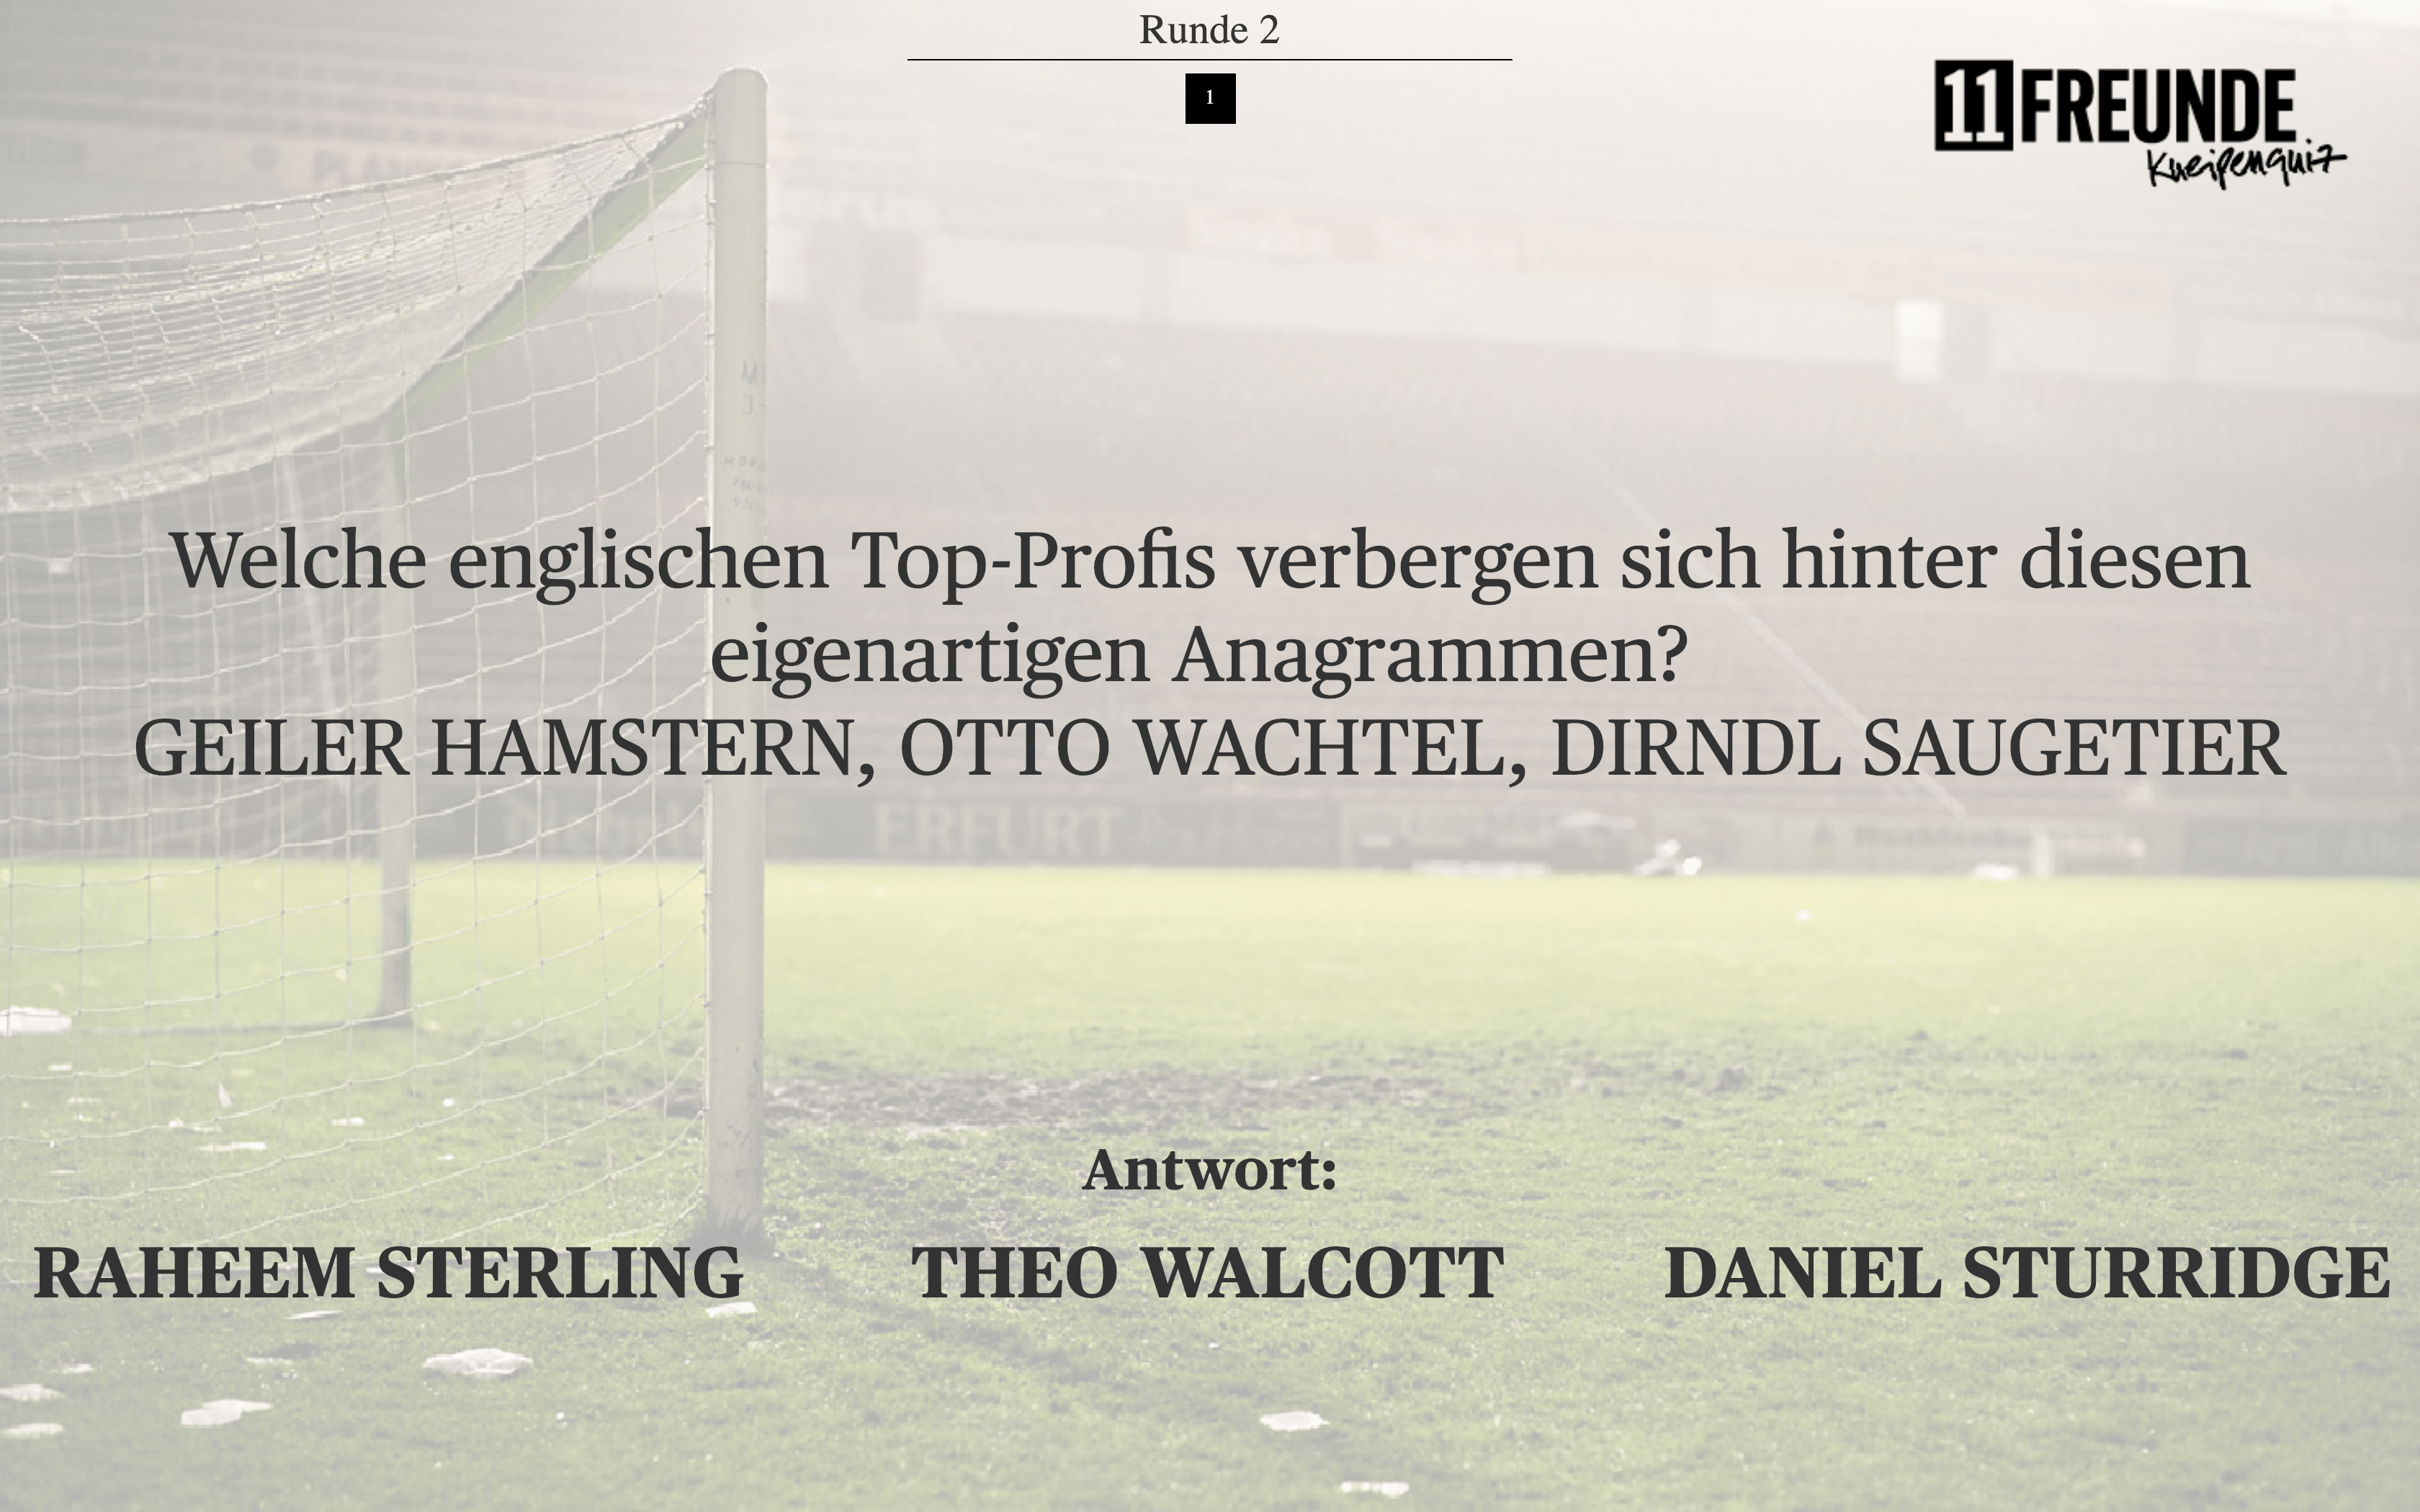 Runde 2
1
11FREUNDE
Kneipenquiz
Welche englischen Top-Profis verbergen sich hinter diesen
eigenartigen Anagrammen?
GEILER HAMSTERN, OTTO WACHTEL, DIRNDL SAUGETIER
ERFURT
Antwort:
RAHEEM STERLING THEO WALCOTT DANIEL STURRIDGE